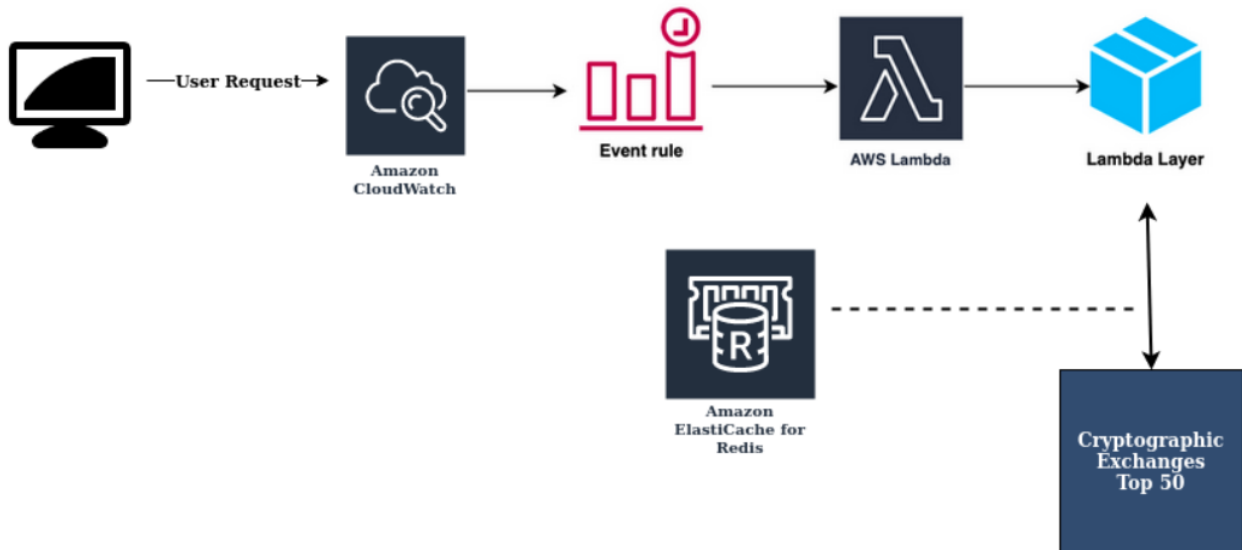 User Request
Amazon
CloudWatch
Event rule
AWS Lambda
Lambda Layer
R
Amazon
ElastiCache for
Redis
Cryptographic
Exchanges
Top 50